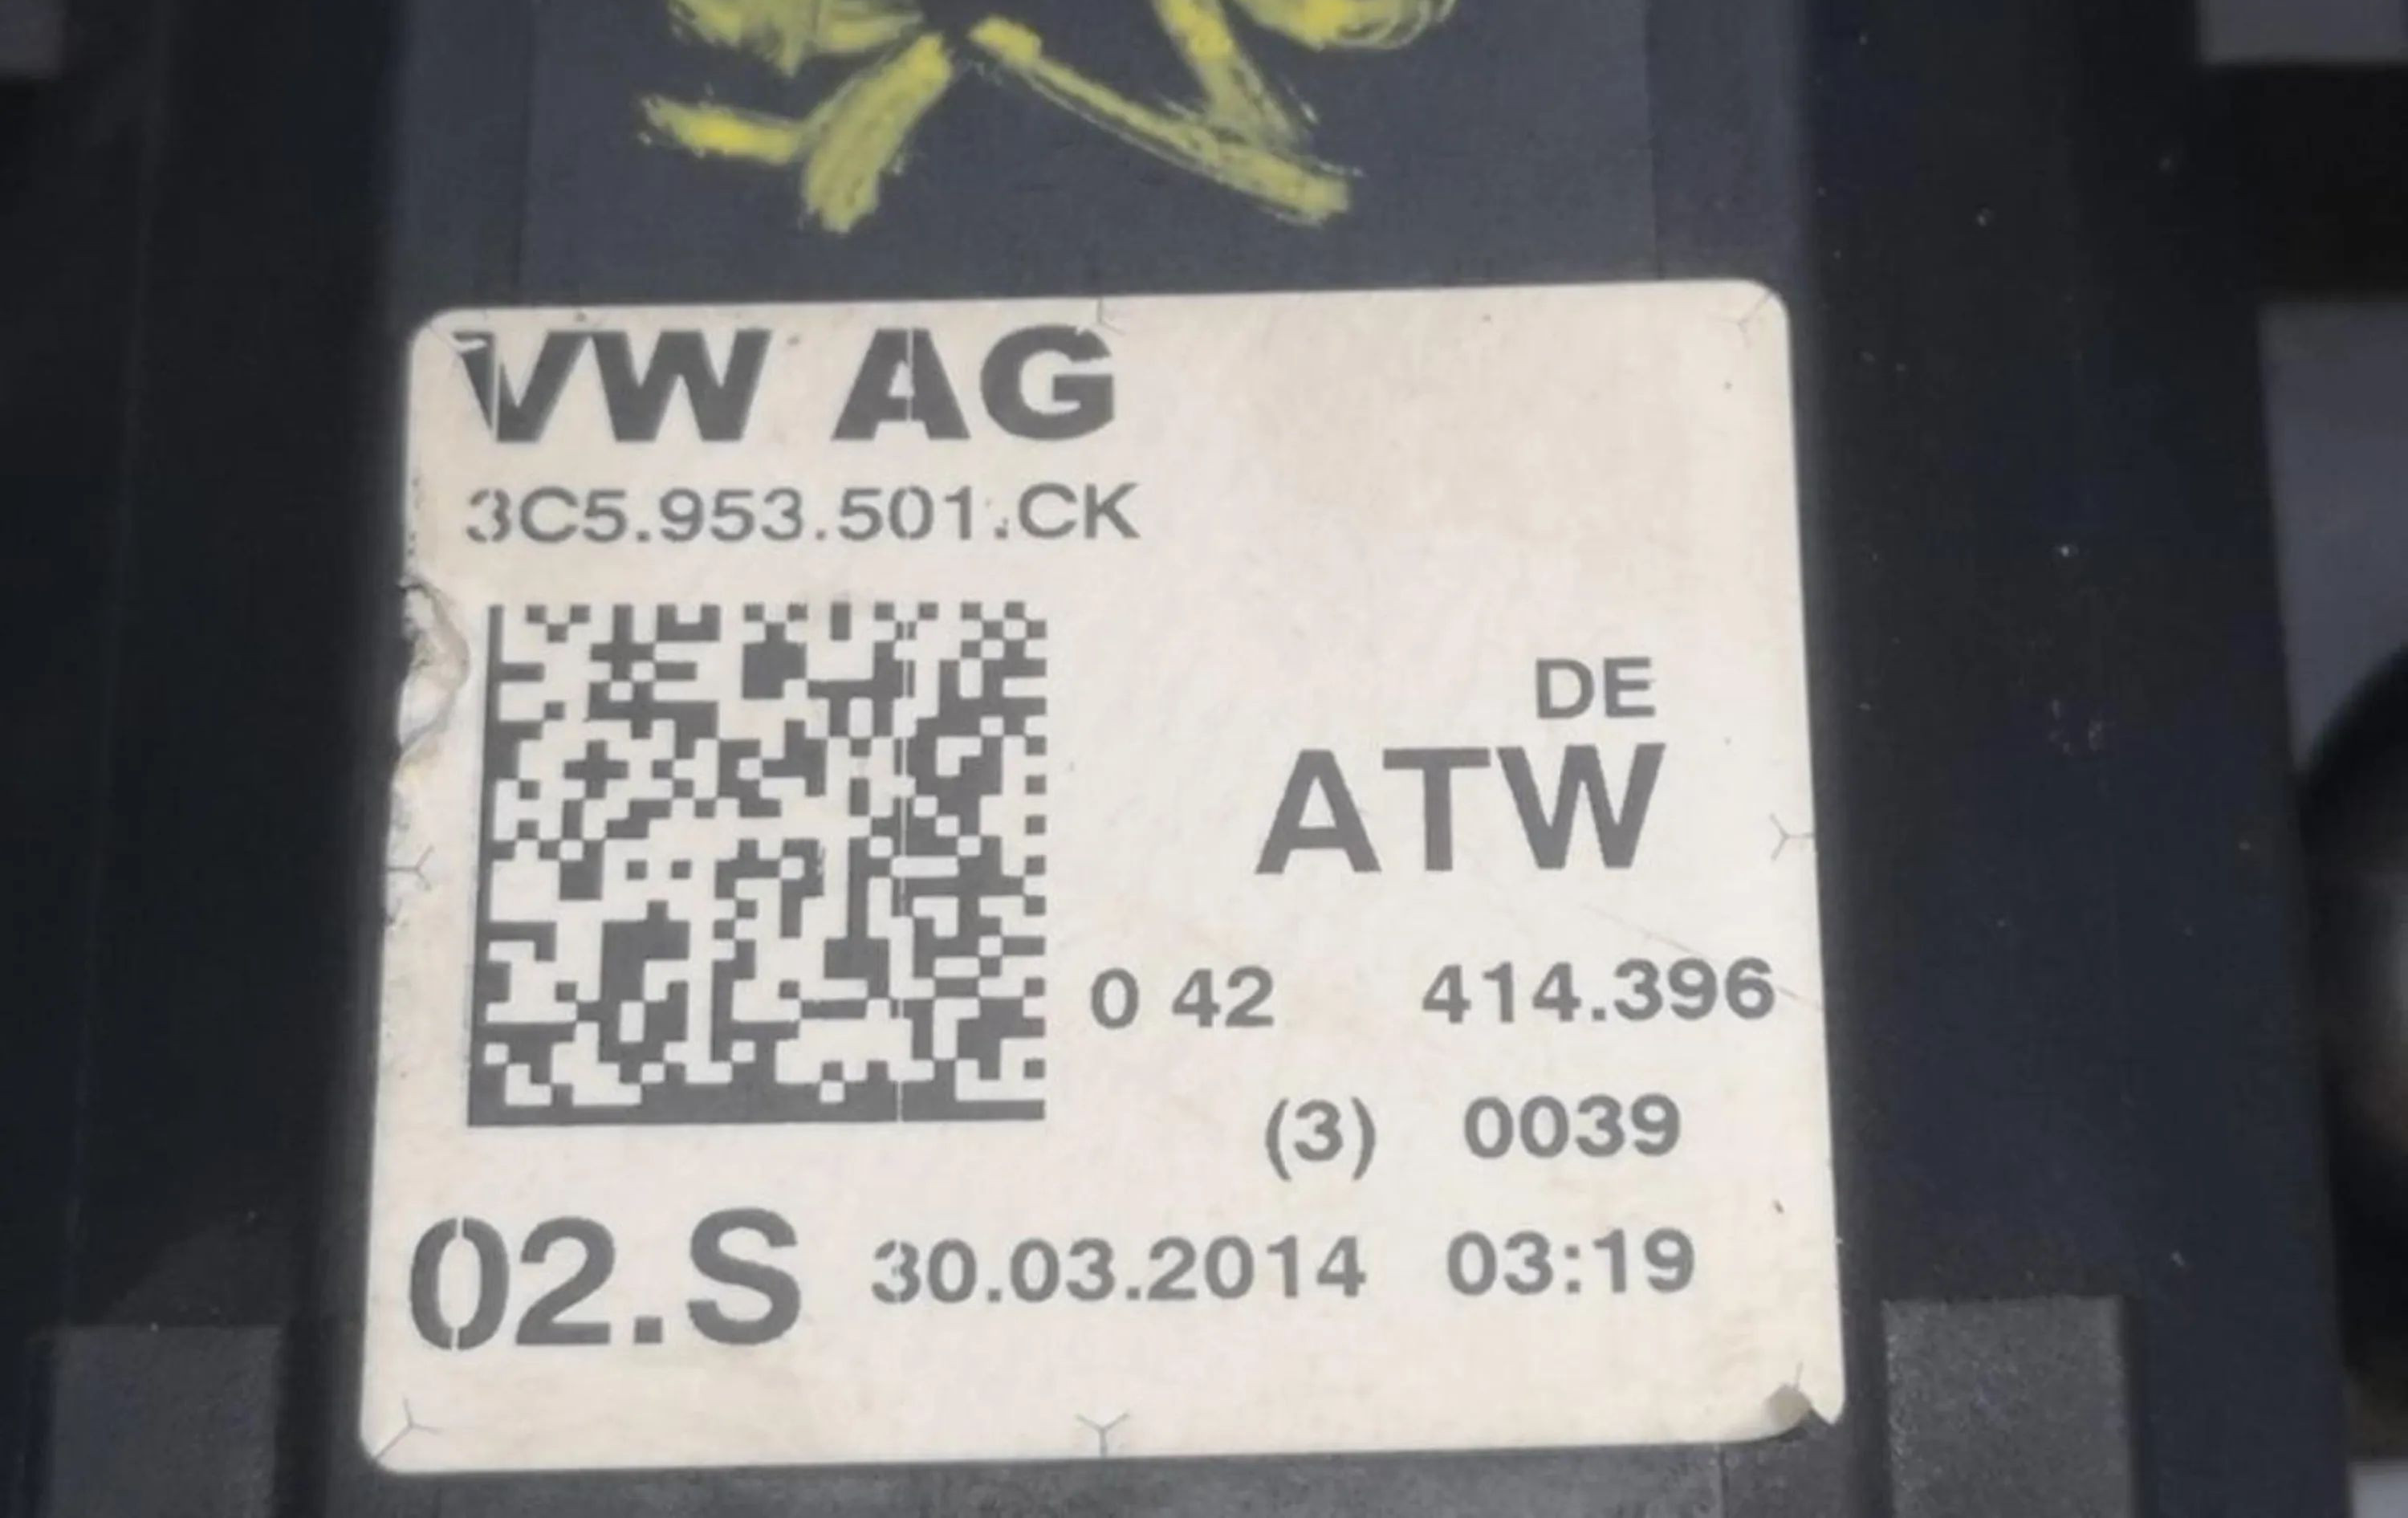 VW AG
3C5.953.501.CK
DE
ATW
0 42 414.396
(3) 0039
02.S 30.03.2014 03:19